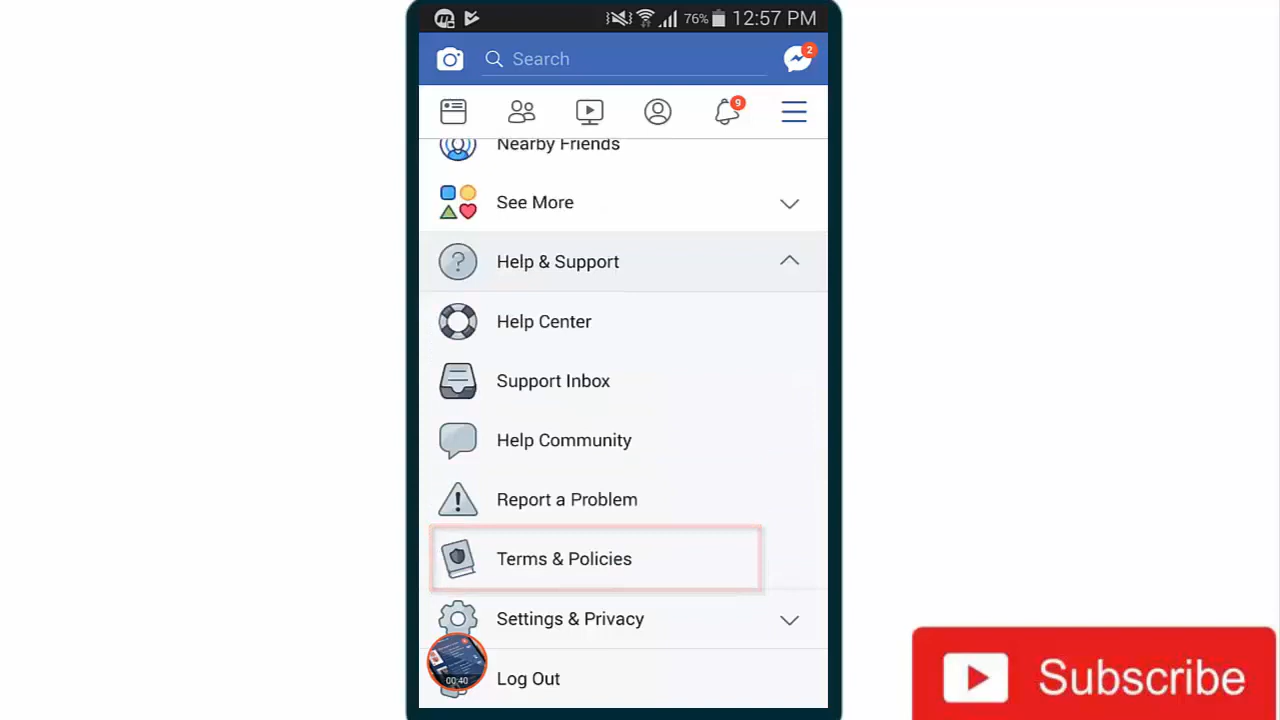 76% 12:57 PM
Search
2
9
Nearby Friends
See More
Help & Support
Help Center
Support Inbox
Help Community
Report a Problem
Terms & Policies
Settings & Privacy
00:40
Log Out
Subscribe